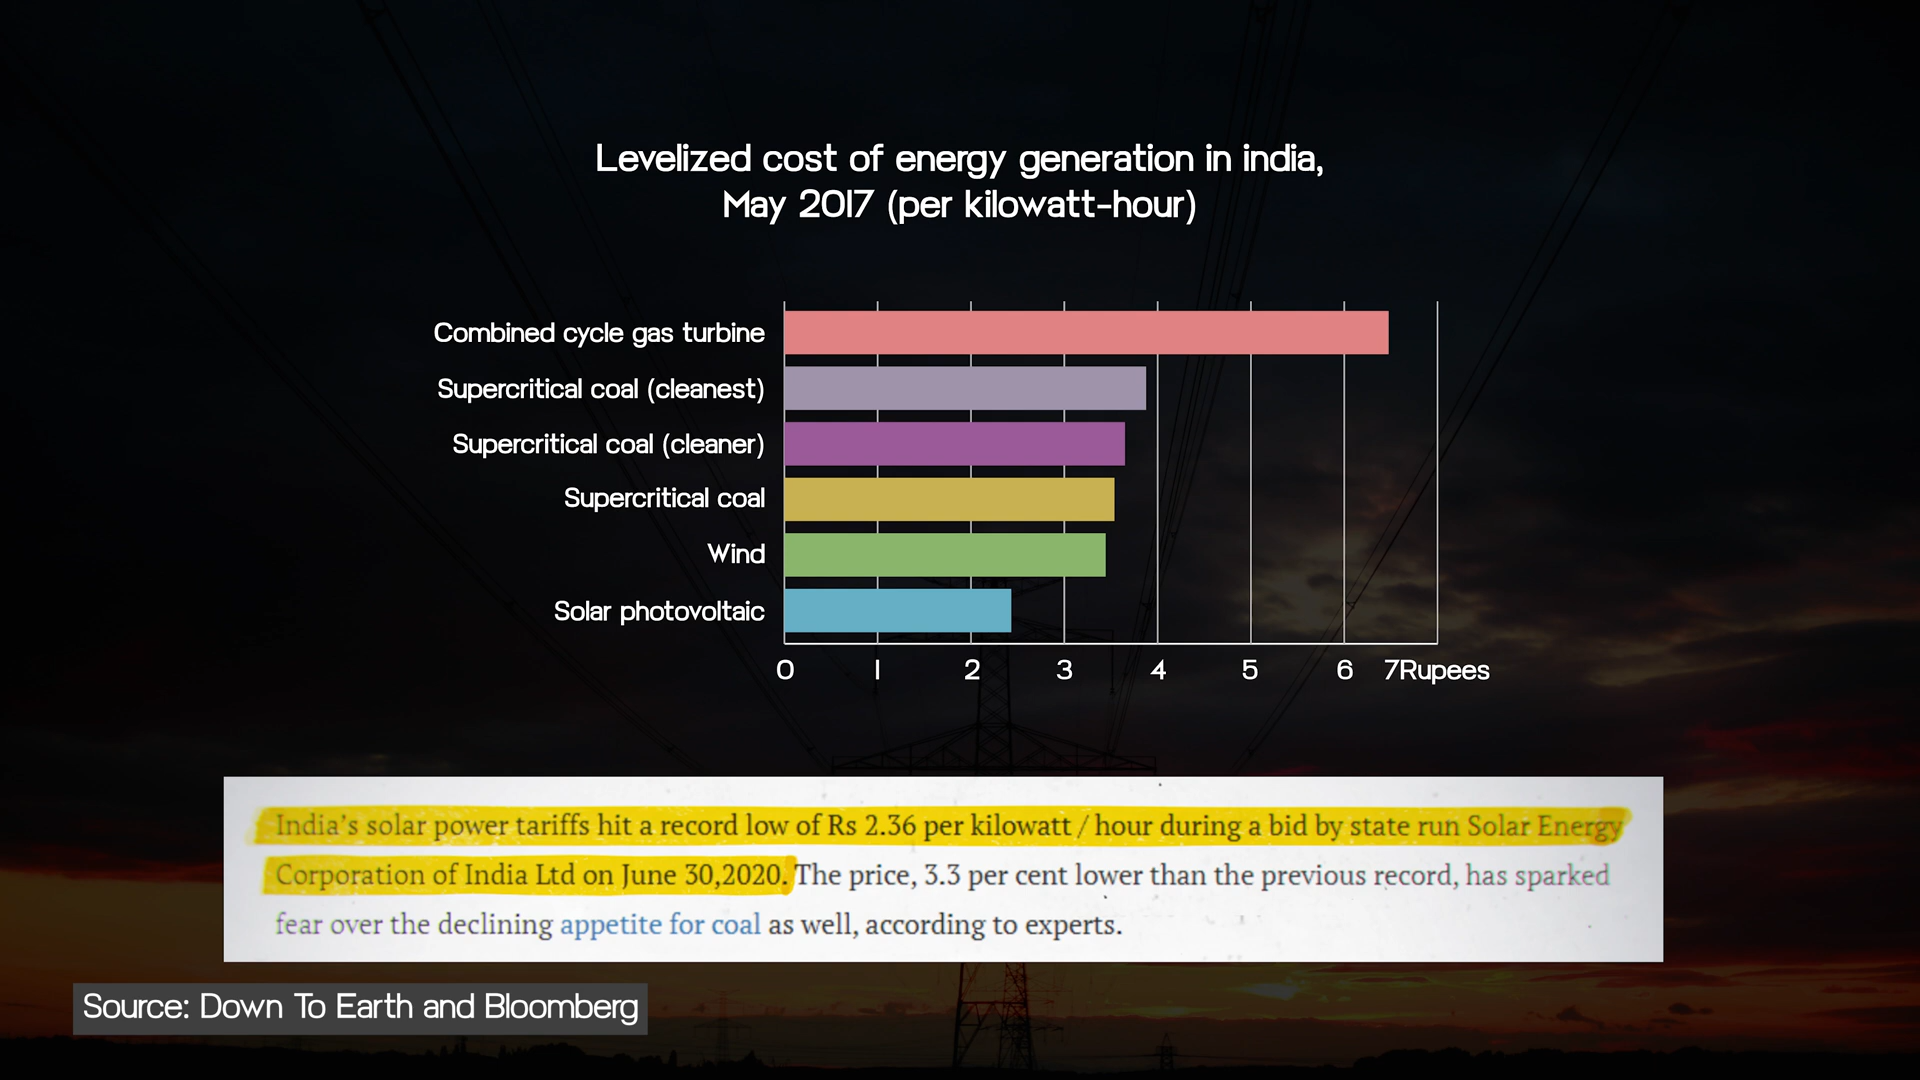 Levelized cost of energy generation in india,
May 2017 (per kilowatt-hour)
Combined cycle gas turbine
Supercritical coal (cleanest)
Supercritical coal (cleaner)
Supercritical coal
Wind
Solar photovoltaic
0 1 2 3 4 5 6 7Rupees
India's solar power tariffs hit a record low of Rs 2.36 per kilowatt / hour during a bid by state run Solar Energy
Corporation of India Ltd on June 30,2020. The price, 3.3 per cent lower than the previous record, has sparked
fear over the declining appetite for coal as well, according to experts.
Source: Down To Earth and Bloomberg